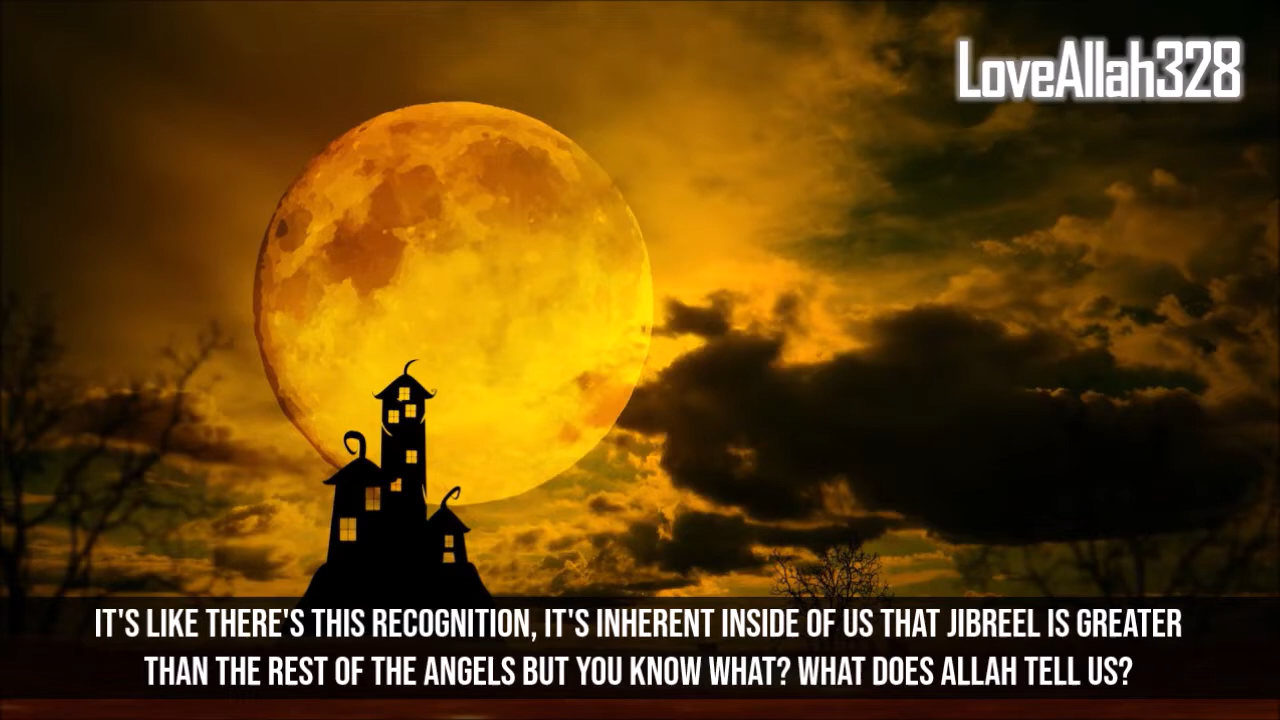 LoveAllah328
IT'S LIKE THERE'S THIS RECOGNITION, IT'S INHERENT INSIDE OF US THAT JIBREEL IS GREATER
THAN THE REST OF THE ANGELS BUT YOU KNOW WHAT? WHAT DOES ALLAH TELL US?